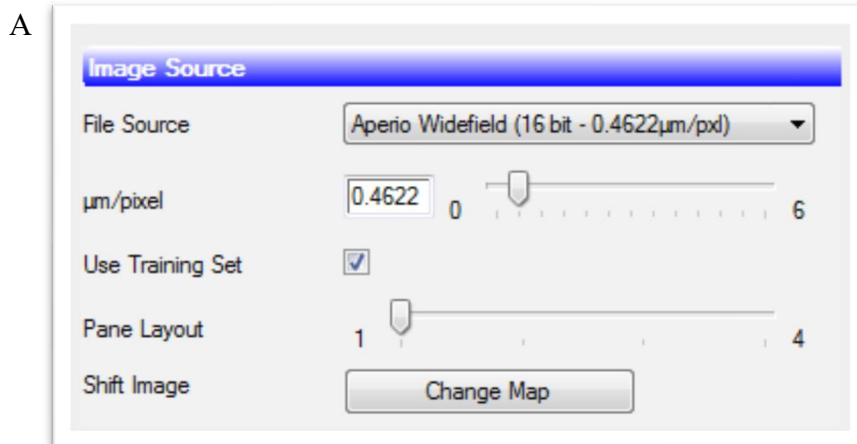 A
Image Source
File Source Aperio Widefield (16 bit - 0.4622µm/pxl)
µm/pixel 0.4622 0 6
Use Training Set
Pane Layout 1 4
Shift Image Change Map